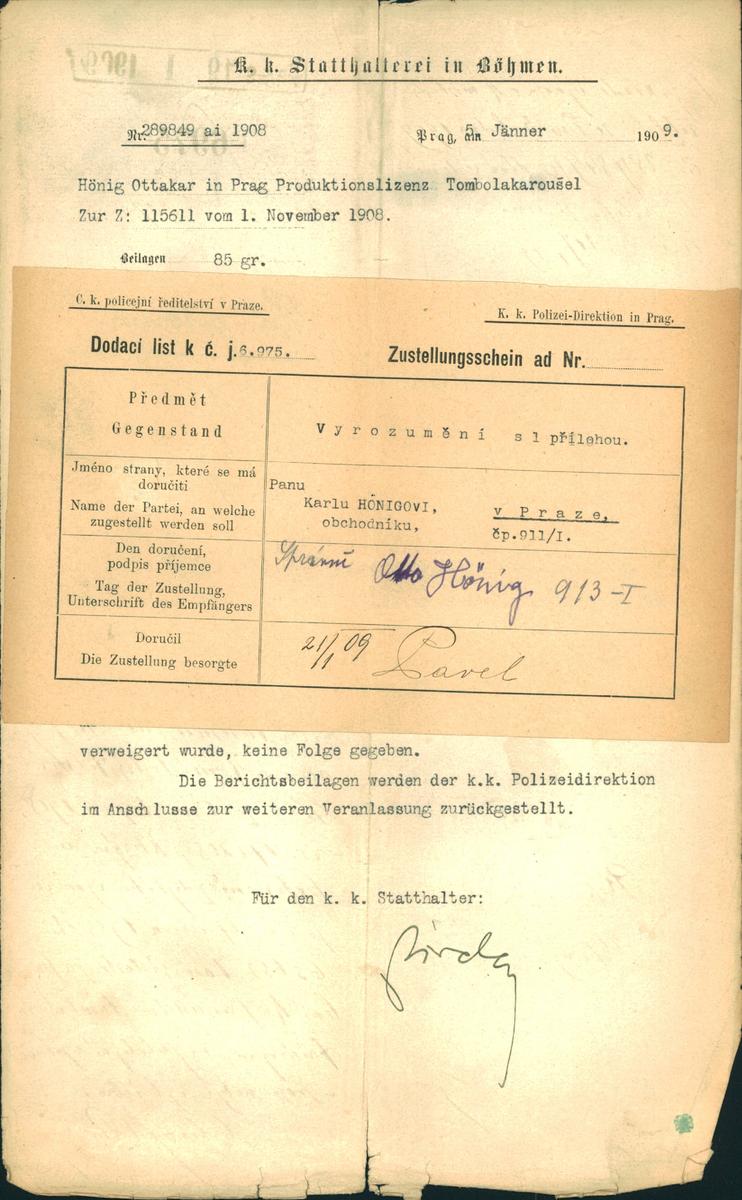 K. k. Statthalterei in Böhmen.
Nr. 289849 ai 1908
Prag, am 5. Jänner 1909.
Hönig Ottakar in Prag Produktionslizenz Tombolakaroušel
Zur Z: 115611 vom 1. November 1908.
Beilagen 85 gr.
C. k. policejní ředitelství v Praze.
K. k. Polizei-Direktion in Prag.
Dodací list k č. j. 6.975.
Zustellungsschein ad Nr.
Předmět
Gegenstand
Vyrozumění s 1 přílehou.
Jméno strany, které se má
doručiti
Name der Partei, an welche
zugestellt werden soll
Panu
Karlu HÖNIGOVI,
obchodníku,
v Praze,
čp.911/I.
Den doručení,
podpis příjemce
Tag der Zustellung,
Unterschrift des Empfängers
Otto Hönig 913-I
Doručil
Die Zustellung besorgte
21/1 09 Pavel
verweigert wurde, keine Folge gegeben.
Die Berichtsbeilagen werden der k.k. Polizeidirektion
im Anschlusse zur weiteren Veranlassung zurückgestellt.
Für den k. k. Statthalter: